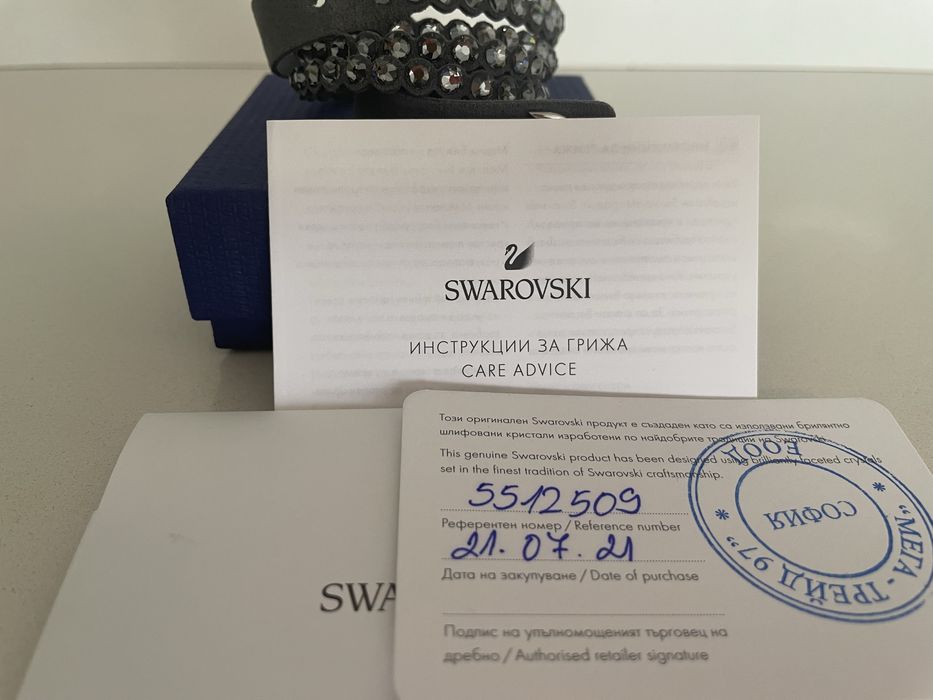 SWAROVSKI
ИНСТРУКЦИИ ЗА ГРИЖА
CARE ADVICE
SWA
Този оригинален Swarovski продукт е създаден като са използвани брилянтно
шлифовани кристали изработени по найдобрите традиции на Swarovski.
This genuine Swarovski product has been designed using brilliantly faceted crystals
set in the finest tradition of Swarovski craftsmanship.
5512509
Референтен номер / Reference number
21. 07. 21
Дата на закупуване / Date of purchase
Подпис на упълномощеният търговец на
дребно / Authorised retailer signature
"МЕГА - ТРЕЙД 97"
ЕООД
СОФИЯ